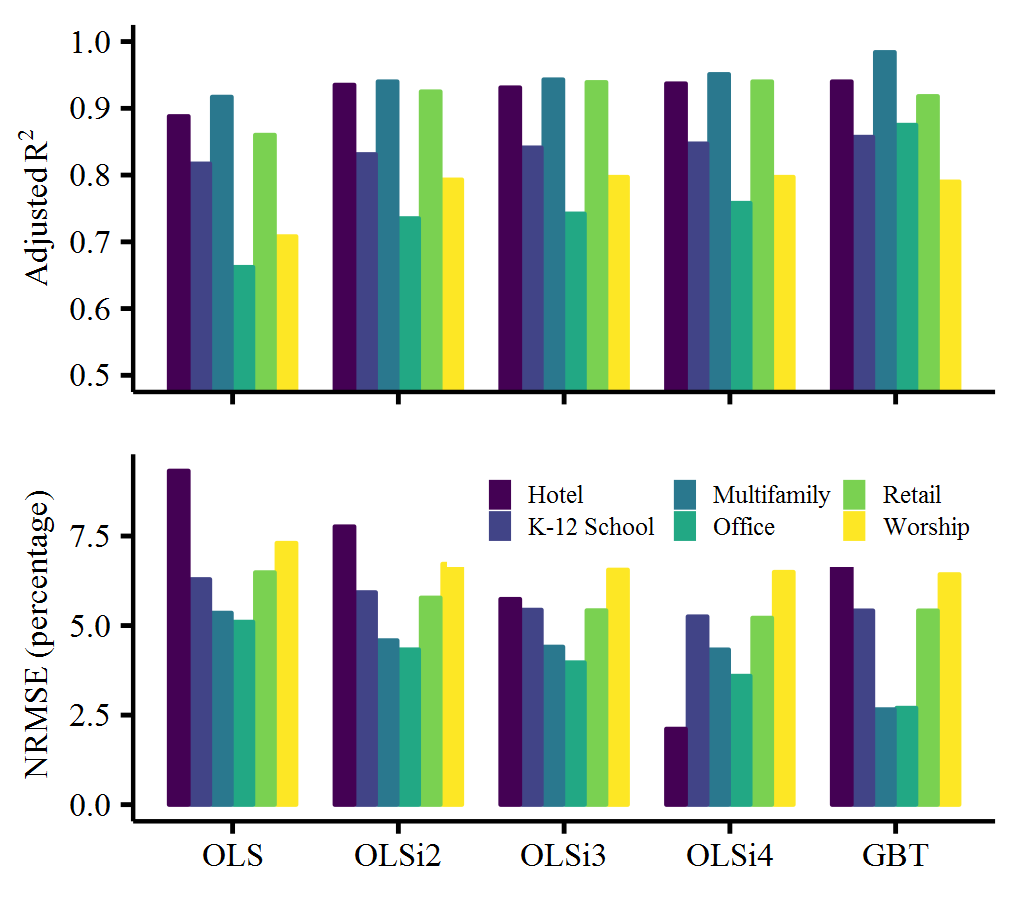 Adjusted R²
1.0
0.9
0.8
0.7
0.6
0.5
NRMSE (percentage)
7.5
5.0
2.5
0.0
Hotel Multifamily Retail
K-12 School Office Worship
OLS OLSi2 OLSi3 OLSi4 GBT